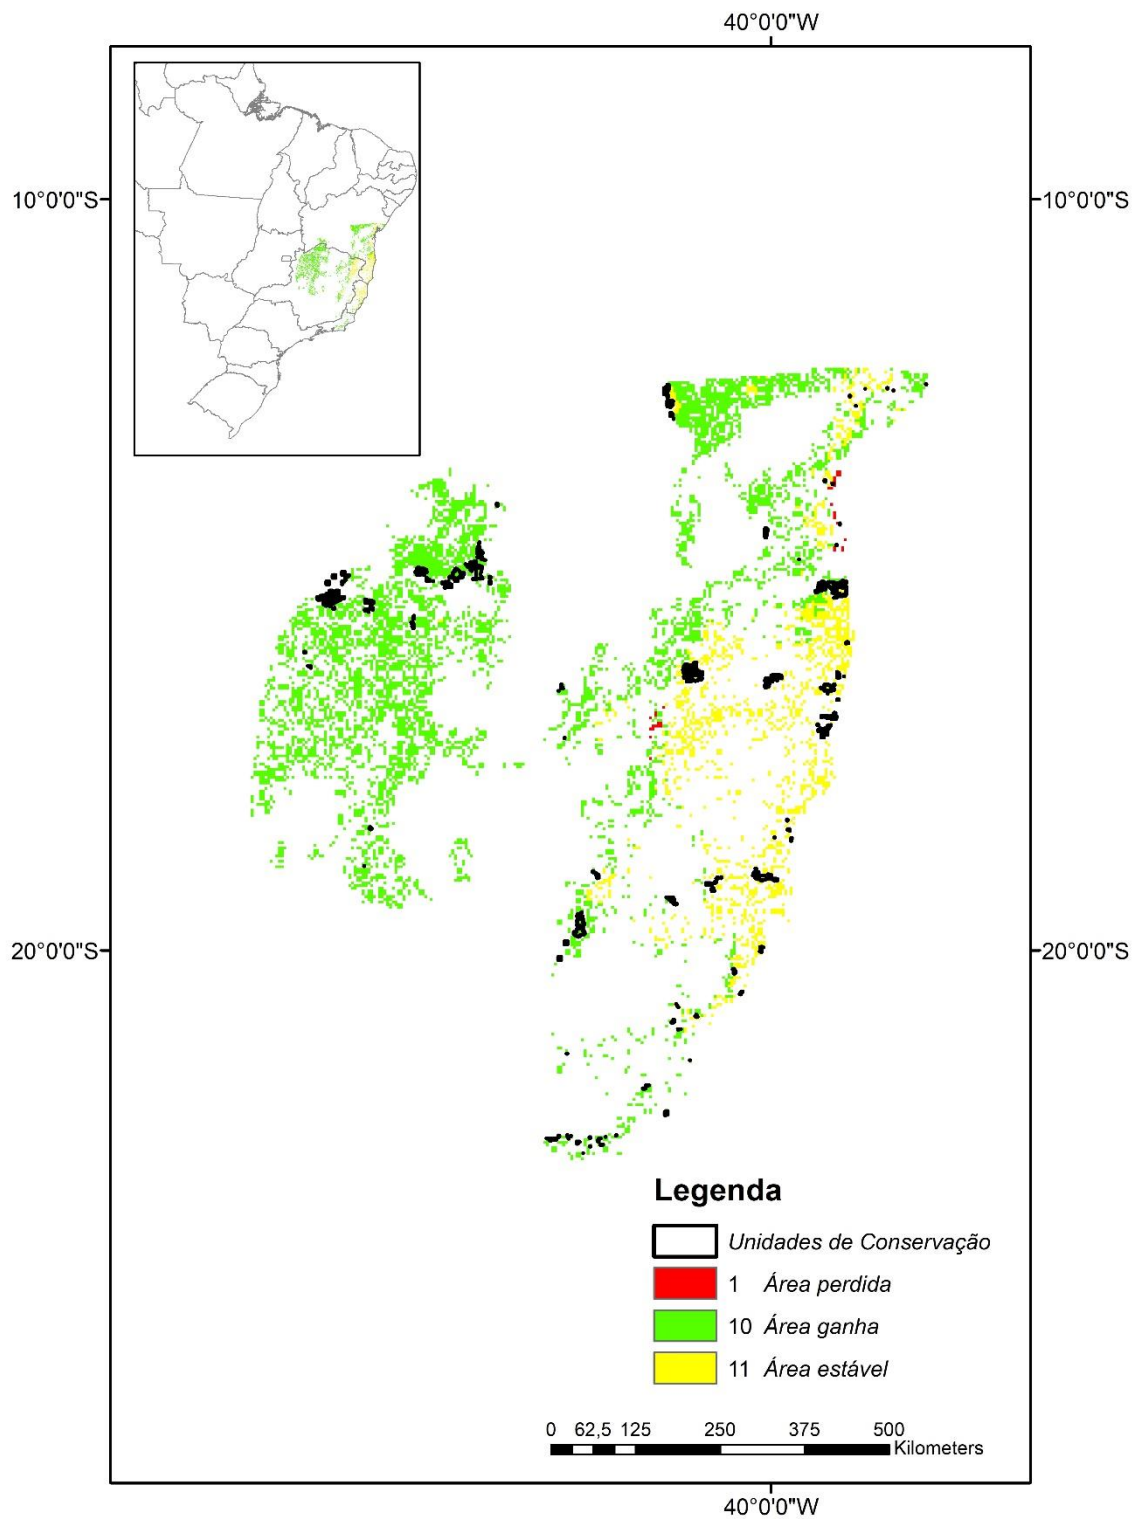 40°0'0"W
10°0'0"S
10°0'0"S
20°0'0"S
20°0'0"S
Legenda
Unidades de Conservação
1 Área perdida
10 Área ganha
11 Área estável
0 62,5 125 250 375 500
Kilometers
40°0'0"W